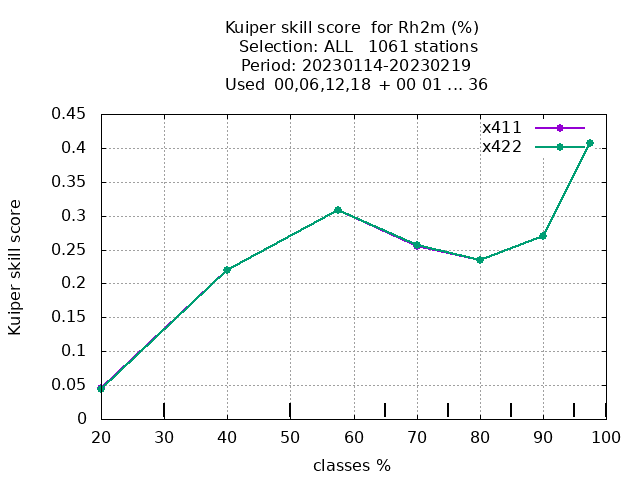 Kuiper skill score  for Rh2m (%)
Selection: ALL   1061 stations
Period: 20230114-20230219
Used  00,06,12,18  + 00 01 ... 36
x411
x422
0.45
0.4
0.35
0.3
0.25
0.2
0.15
0.1
0.05
0
Kuiper skill score
20 30 40 50 60 70 80 90 100
classes %